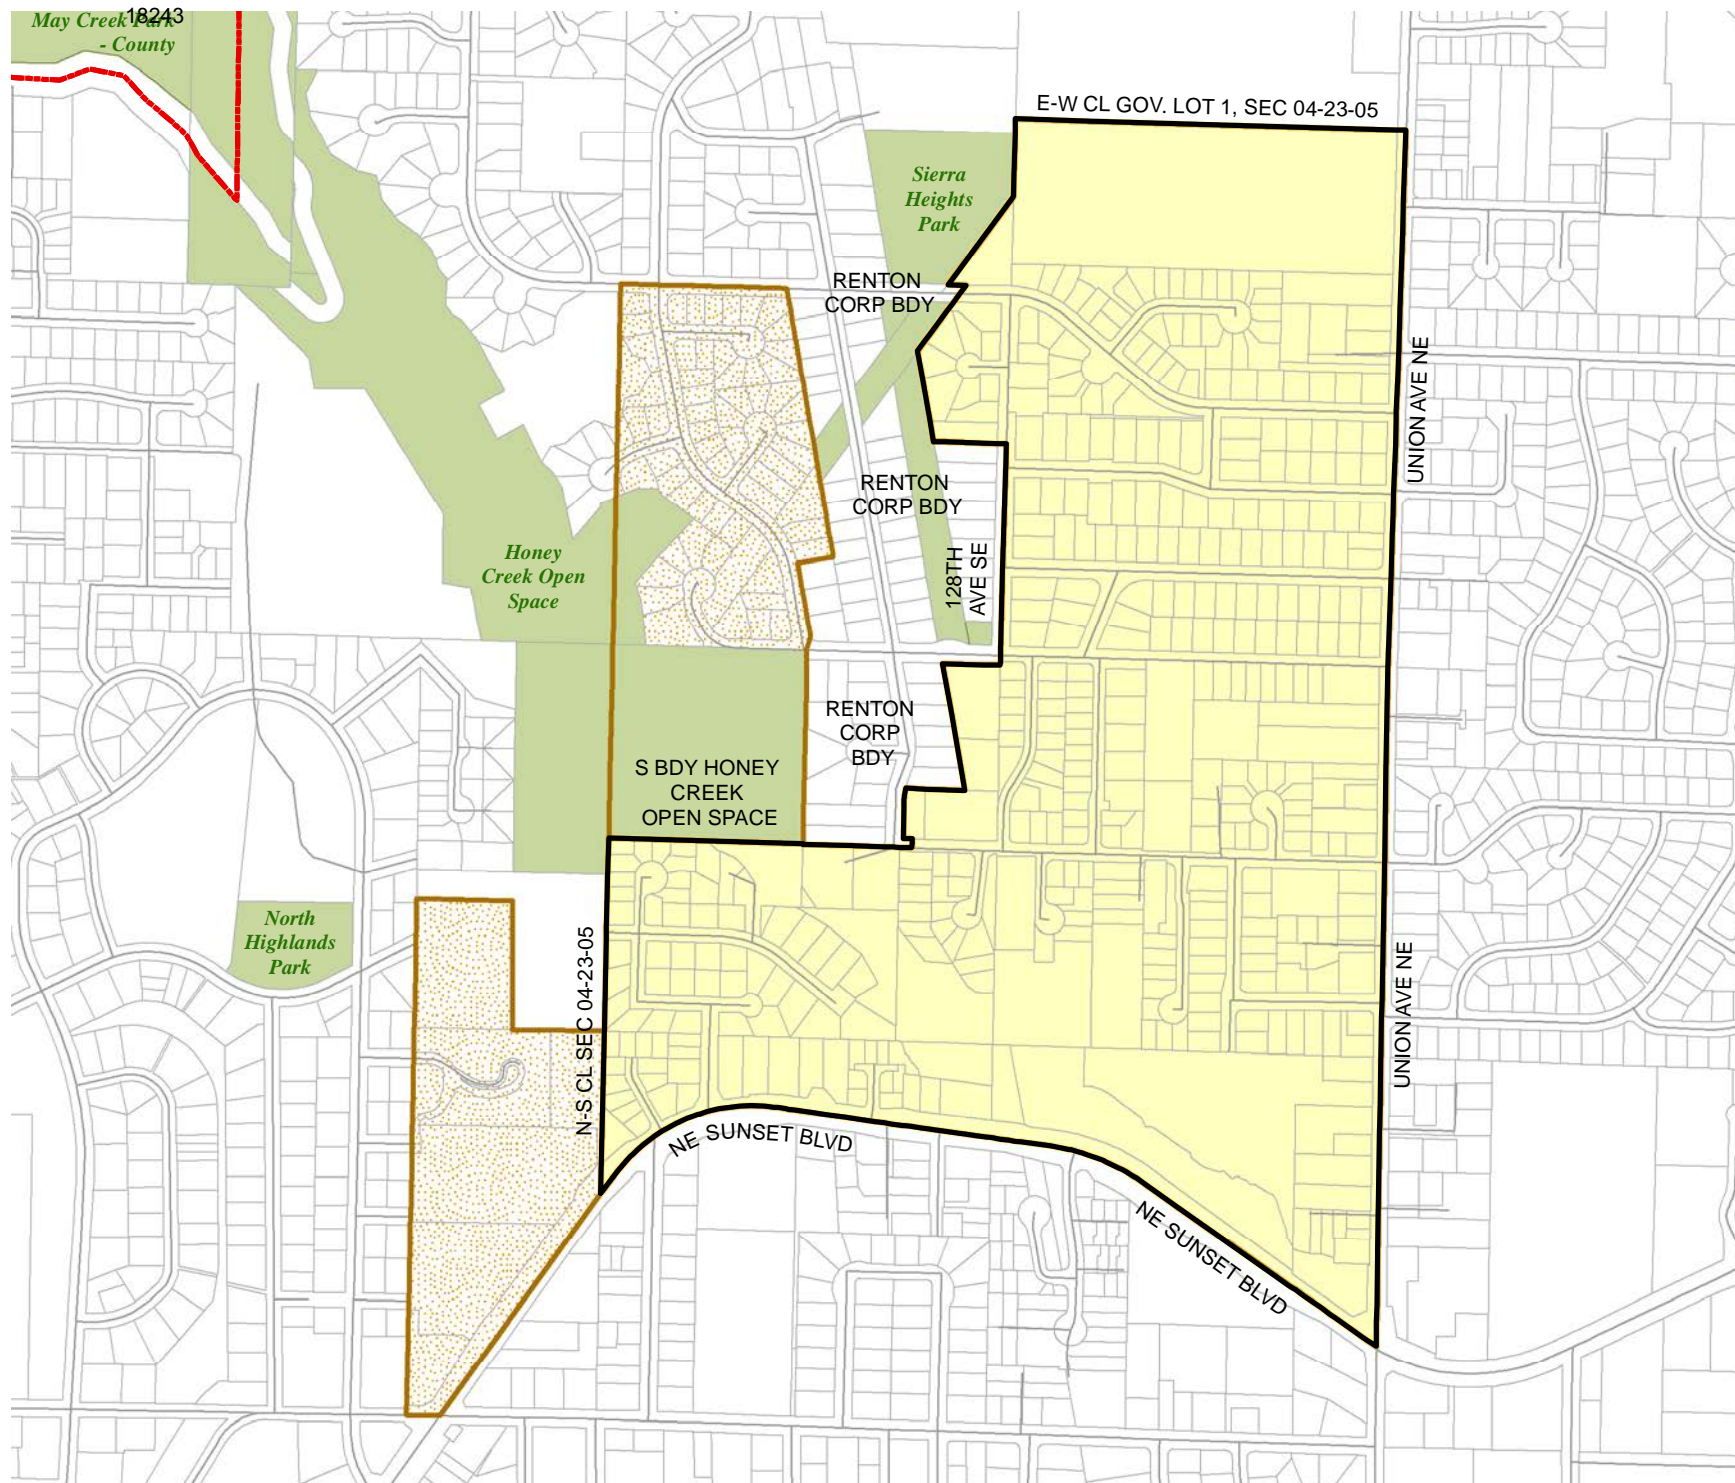 18243
May Creek Park
- County
E-W CL GOV. LOT 1, SEC 04-23-05
Sierra
Heights
Park
RENTON
CORP BDY
UNION AVE NE
RENTON
CORP BDY
Honey
Creek Open
Space
128TH
AVE SE
RENTON
CORP
BDY
S BDY HONEY
CREEK
OPEN SPACE
North
Highlands
Park
N-S CL SEC 04-23-05
UNION AVE NE
NE SUNSET BLVD
NE SUNSET BLVD